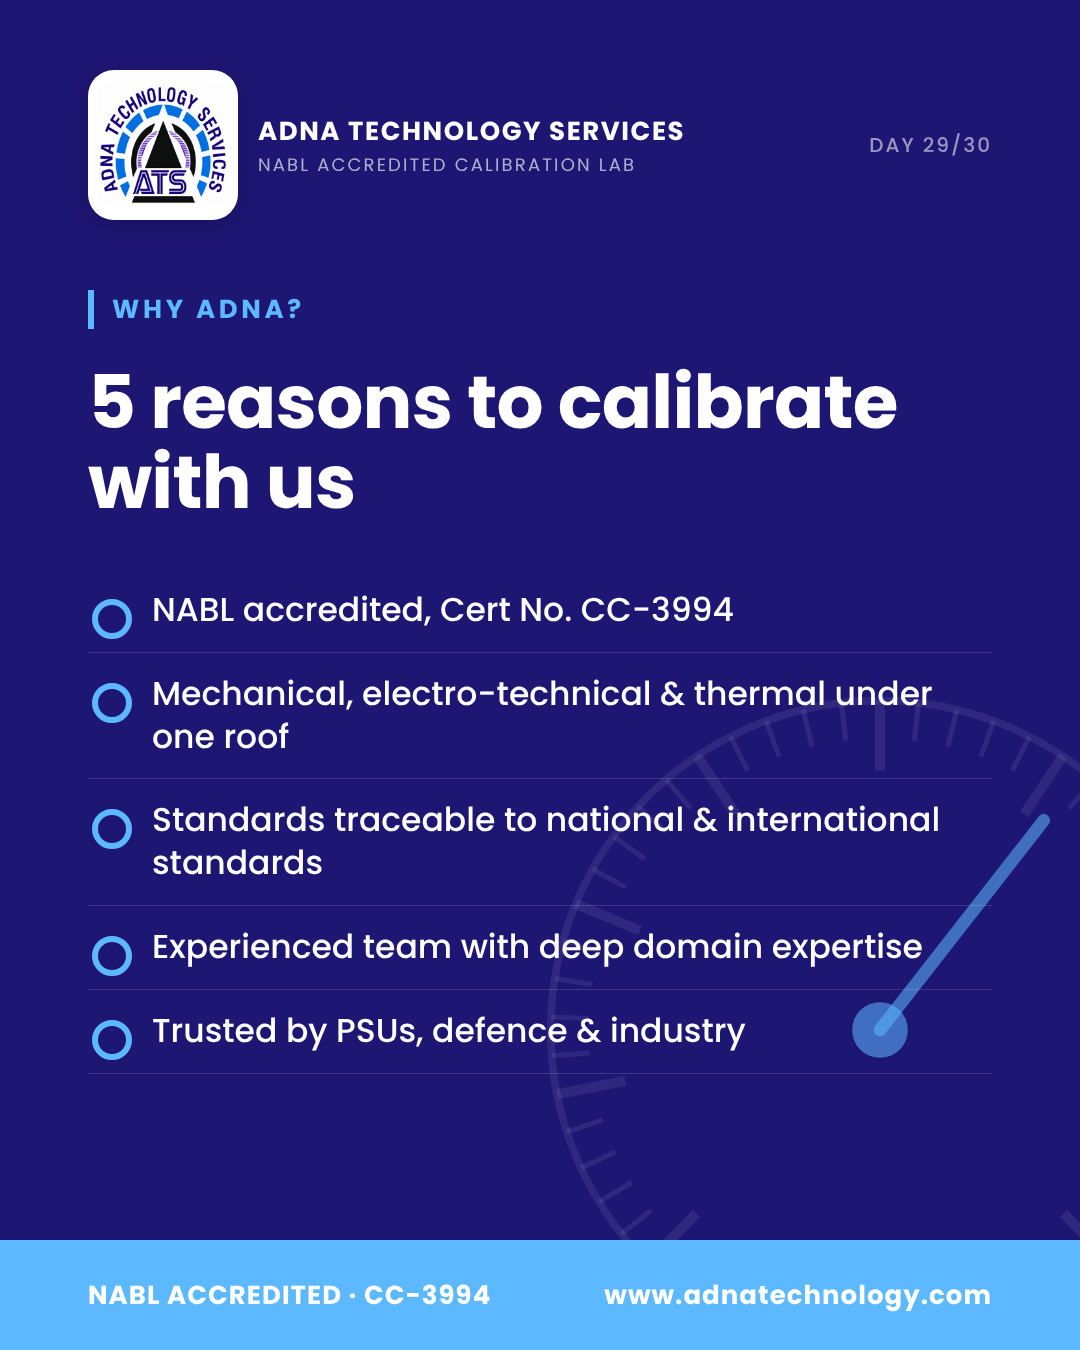 ADNA TECHNOLOGY SERVICES
ATS
ADNA TECHNOLOGY SERVICES
NABL ACCREDITED CALIBRATION LAB
DAY 29/30
WHY ADNA?
5 reasons to calibrate
with us
NABL accredited, Cert No. CC-3994
Mechanical, electro-technical & thermal under
one roof
Standards traceable to national & international
standards
Experienced team with deep domain expertise
Trusted by PSUs, defence & industry
NABL ACCREDITED · CC-3994
www.adnatechnology.com